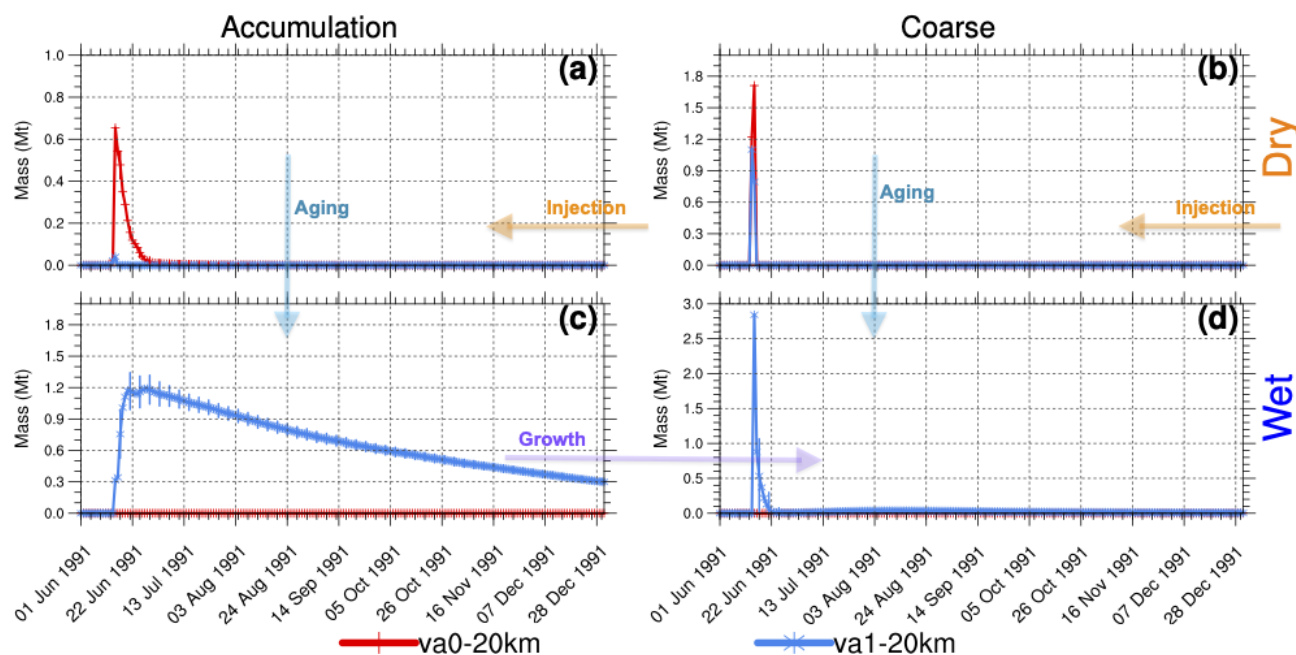 Accumulation
Coarse
(a)
(b)
Mass (Mt)
1.0
0.8
0.6
0.4
0.2
0.0
Aging
Injection
Mass (Mt)
1.8
1.5
1.2
0.9
0.6
0.3
0.0
Aging
Injection
Dry
(c)
(d)
Mass (Mt)
1.8
1.5
1.2
0.9
0.6
0.3
0.0
Growth
Mass (Mt)
3.0
2.5
2.0
1.5
1.0
0.5
0.0
Wet
01 Jun 1991
22 Jun 1991
13 Jul 1991
03 Aug 1991
24 Aug 1991
14 Sep 1991
05 Oct 1991
26 Oct 1991
16 Nov 1991
07 Dec 1991
28 Dec 1991
01 Jun 1991
22 Jun 1991
13 Jul 1991
03 Aug 1991
24 Aug 1991
14 Sep 1991
05 Oct 1991
26 Oct 1991
16 Nov 1991
07 Dec 1991
28 Dec 1991
va0-20km
va1-20km